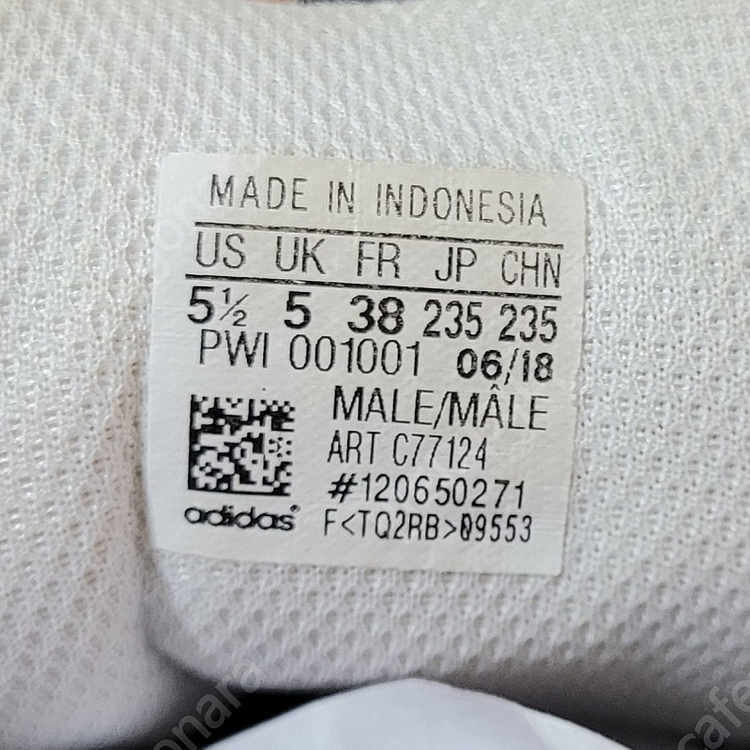 MADE IN INDONESIA
US UK FR JP CHN
5½ 5 38 235 235
PWI 001001 06/18
MALE/MÂLE
ART C77124
#120650271
adidas® F<TQ2RB>09553